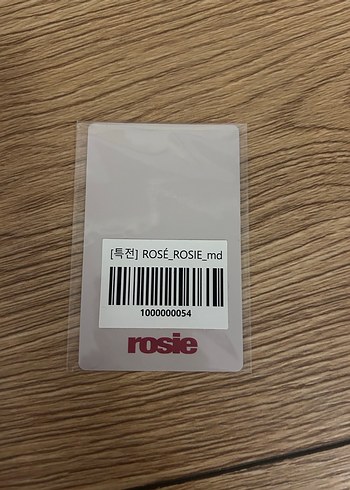 [특전] ROSÉ_ROSIE_md
1000000054
rosie